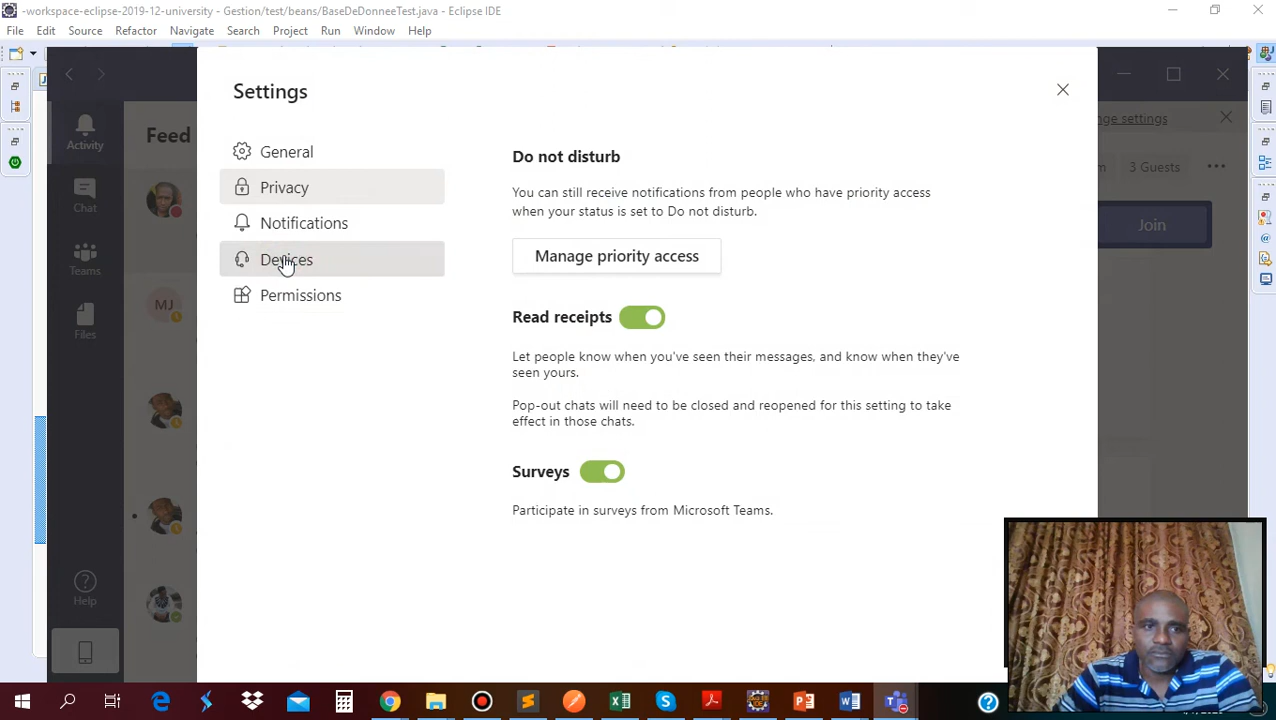 -workspace-eclipse-2019-12-university - Gestion/test/beans/BaseDeDonneeTest.java - Eclipse IDE
File Edit Source Refactor Navigate Search Project Run Window Help
Settings
nge settings
Activity
Feed
General
Do not disturb
3 Guests
Privacy
You can still receive notifications from people who have priority access
when your status is set to Do not disturb.
Chat
Notifications
Join
Manage priority access
Devices
Teams
Permissions
MJ
Read receipts
Files
Let people know when you've seen their messages, and know when they've
seen yours.
Pop-out chats will need to be closed and reopened for this setting to take
effect in those chats.
Surveys
Participate in surveys from Microsoft Teams.
Help